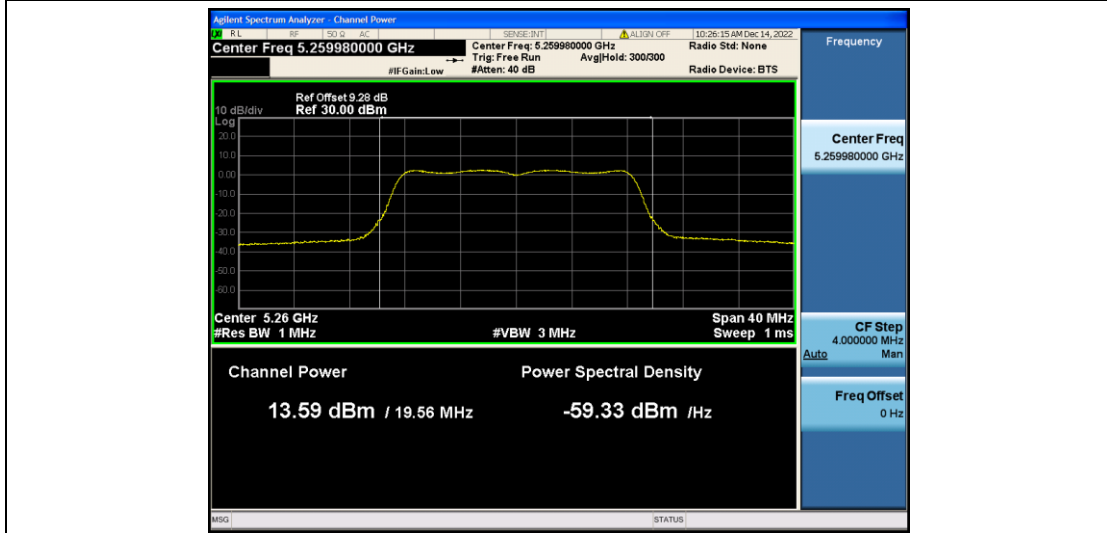 Agilent Spectrum Analyzer - Channel Power
RL RF 50 Ω AC SENSE:INT ALIGN OFF 10:26:15 AM Dec 14, 2022
Center Freq 5.259980000 GHz
Center Freq: 5.259980000 GHz Radio Std: None
Trig: Free Run Avg|Hold: 300/300
#IFGain:Low #Atten: 40 dB Radio Device: BTS
Ref Offset 9.28 dB
10 dB/div Ref 30.00 dBm
Log
20.0
10.0
0.00
-10.0
-20.0
-30.0
-40.0
-50.0
-60.0
Center 5.26 GHz Span 40 MHz
#Res BW 1 MHz #VBW 3 MHz Sweep 1 ms
Channel Power Power Spectral Density
13.59 dBm / 19.56 MHz -59.33 dBm /Hz
Frequency
Center Freq
5.259980000 GHz
CF Step
4.000000 MHz
Auto Man
Freq Offset
0 Hz
MSG STATUS